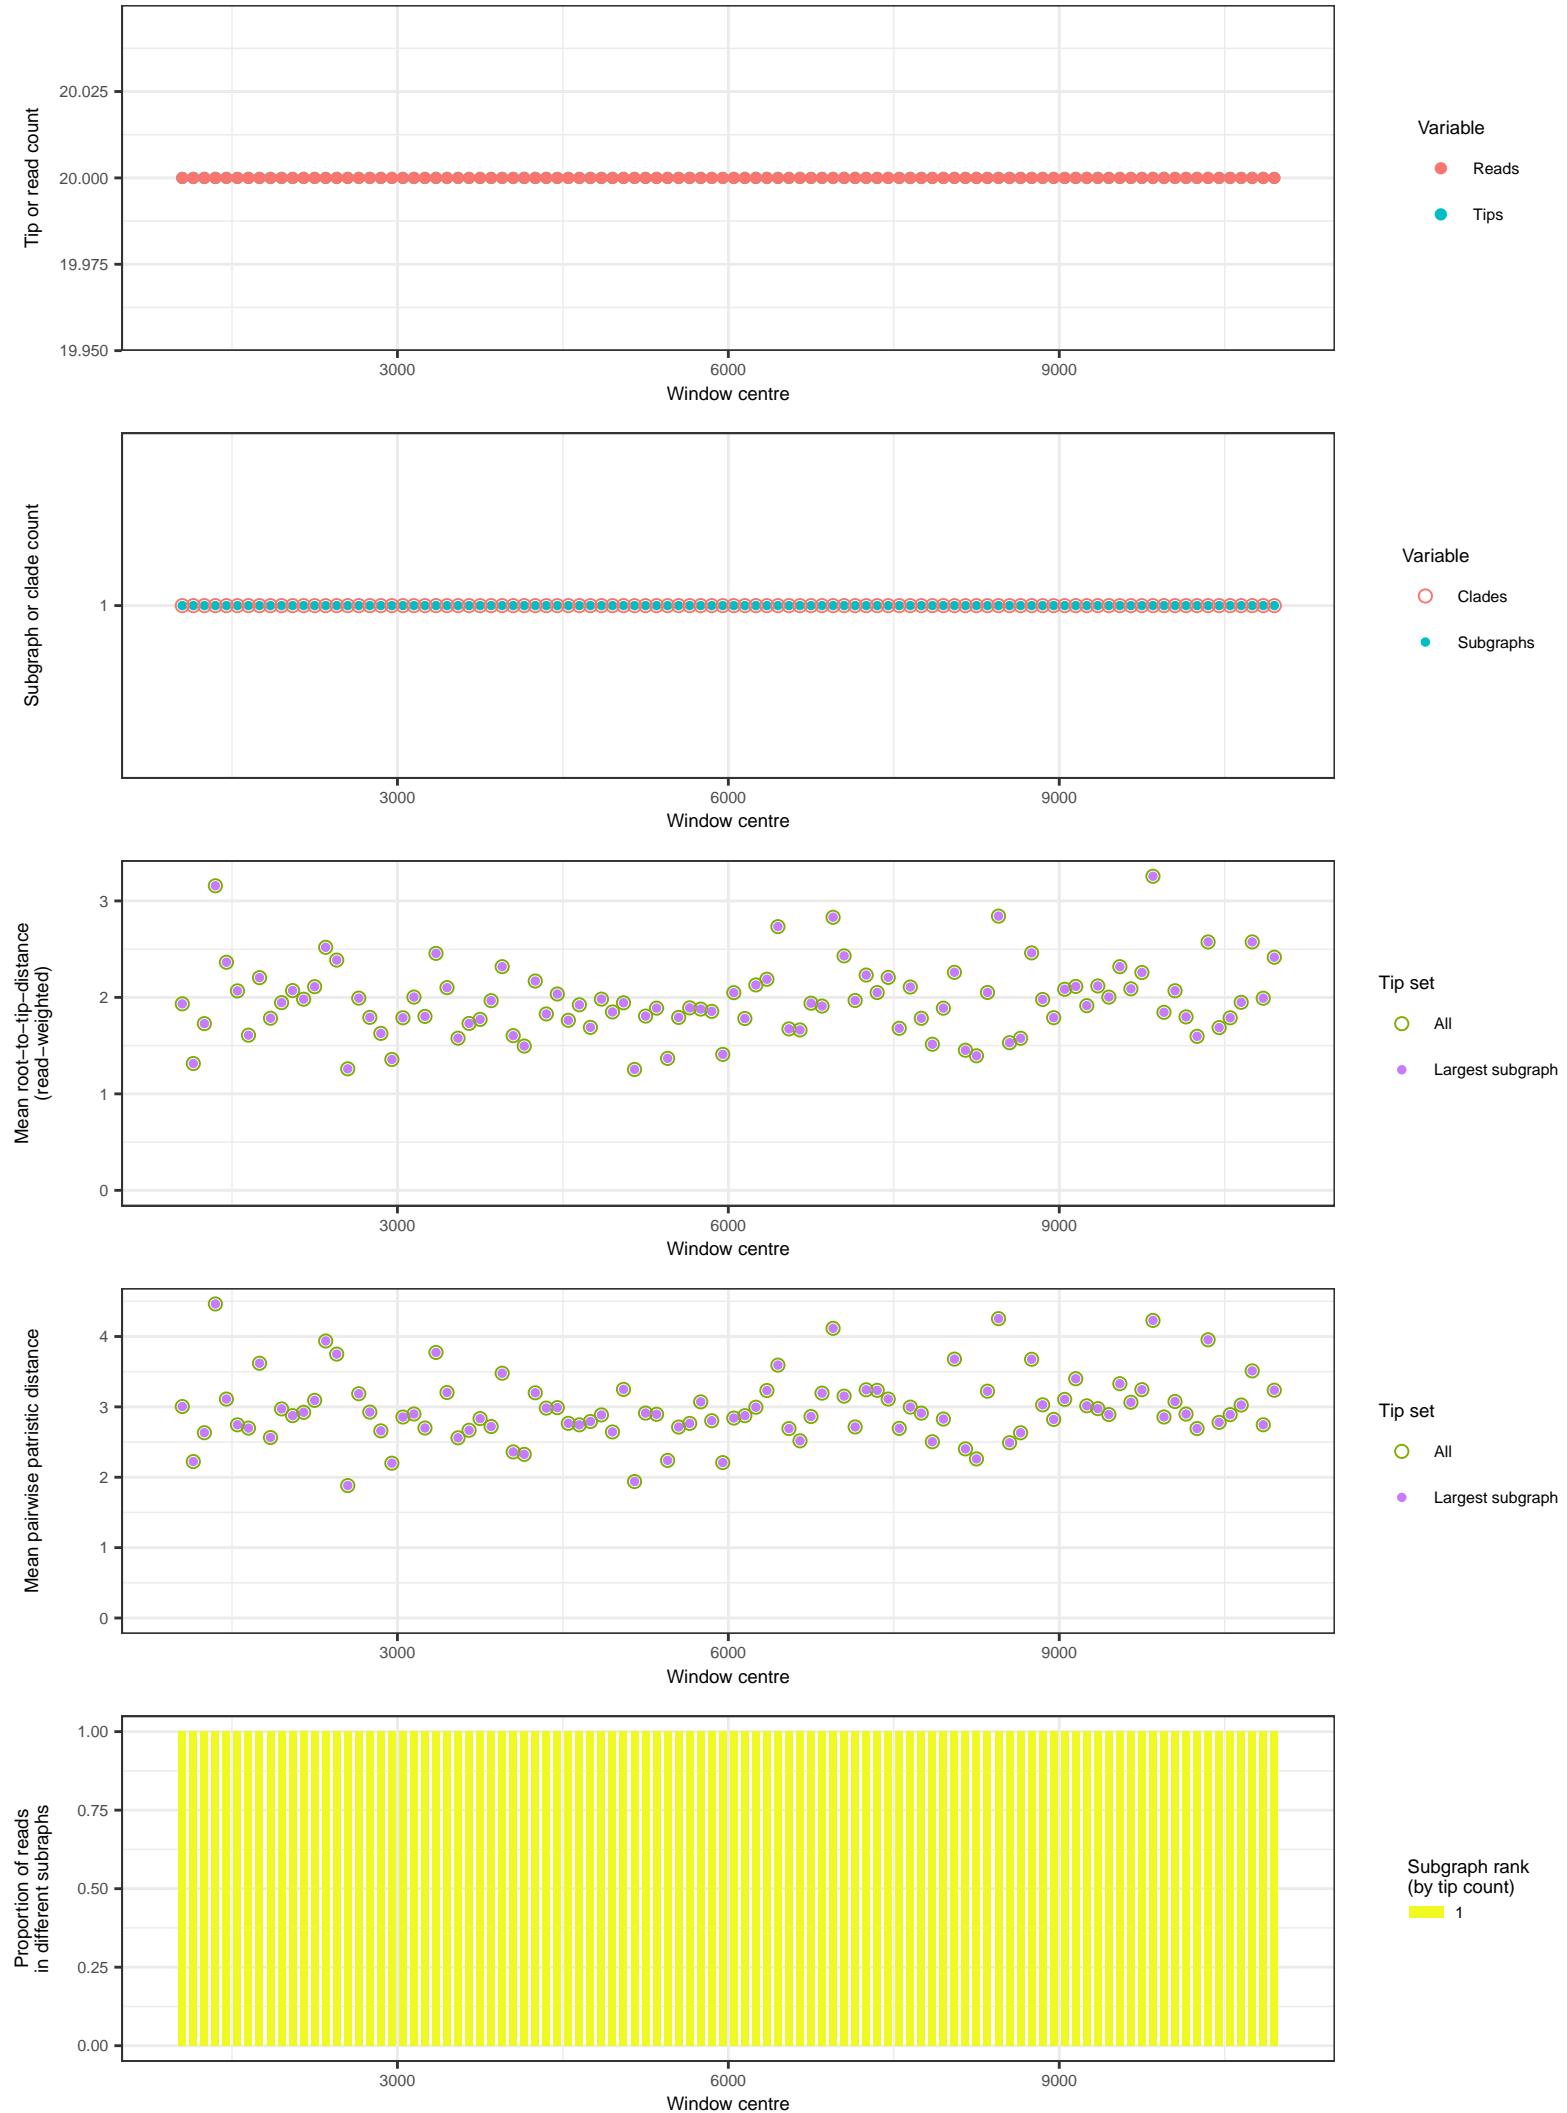 Tip or read count
20.025
20.000
19.975
19.950
3000
6000
9000
Window centre
Variable
Reads
Tips
Subgraph or clade count
1
3000
6000
9000
Window centre
Variable
Clades
Subgraphs
Mean root−to−tip−distance
(read−weighted)
3
2
1
0
3000
6000
9000
Window centre
Tip set
All
Largest subgraph
Mean pairwise patristic distance
4
3
2
1
0
3000
6000
9000
Window centre
Tip set
All
Largest subgraph
Proportion of reads
in different subraphs
1.00
0.75
0.50
0.25
0.00
3000
6000
9000
Window centre
Subgraph rank
(by tip count)
1